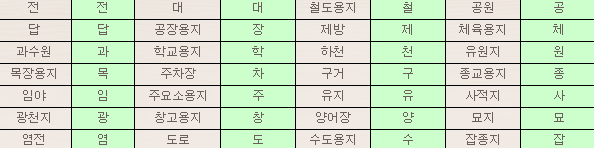 전 전 대 대 철도용지 철 공원 공
답 답 공장용지 장 제방 제 체육용지 체
과수원 과 학교용지 학 하천 천 유원지 원
목장용지 목 주차장 차 구거 구 종교용지 종
임야 임 주요소용지 주 유지 유 사적지 사
광천지 광 창고용지 창 양어장 양 묘지 묘
염전 염 도로 도 수도용지 수 잡종지 잡